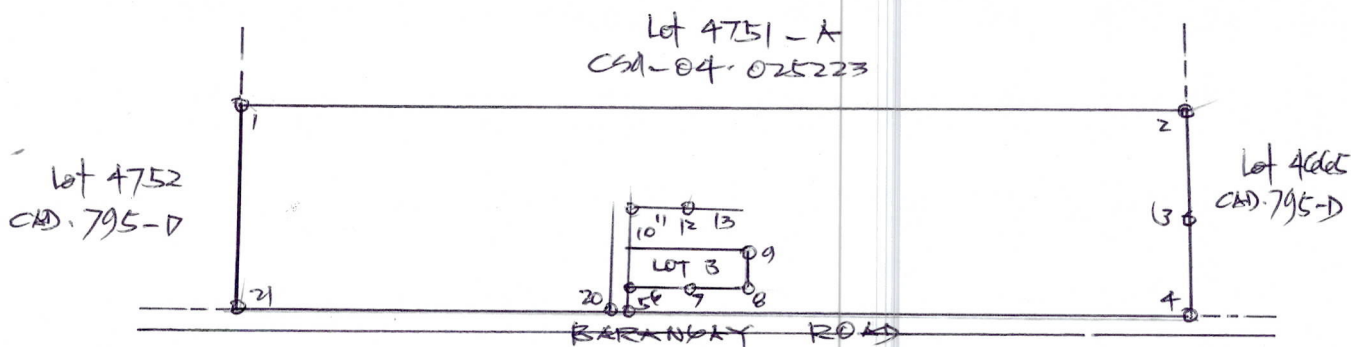 Lot 4751-A
CSd-04-025223
1
2
Lot 4752
CAD. 795-D
Lot 4665
CAD. 795-D
3
10 11 12 13
9
LOT 3
21
20
5 6 7 8
4
BARANGAY ROAD